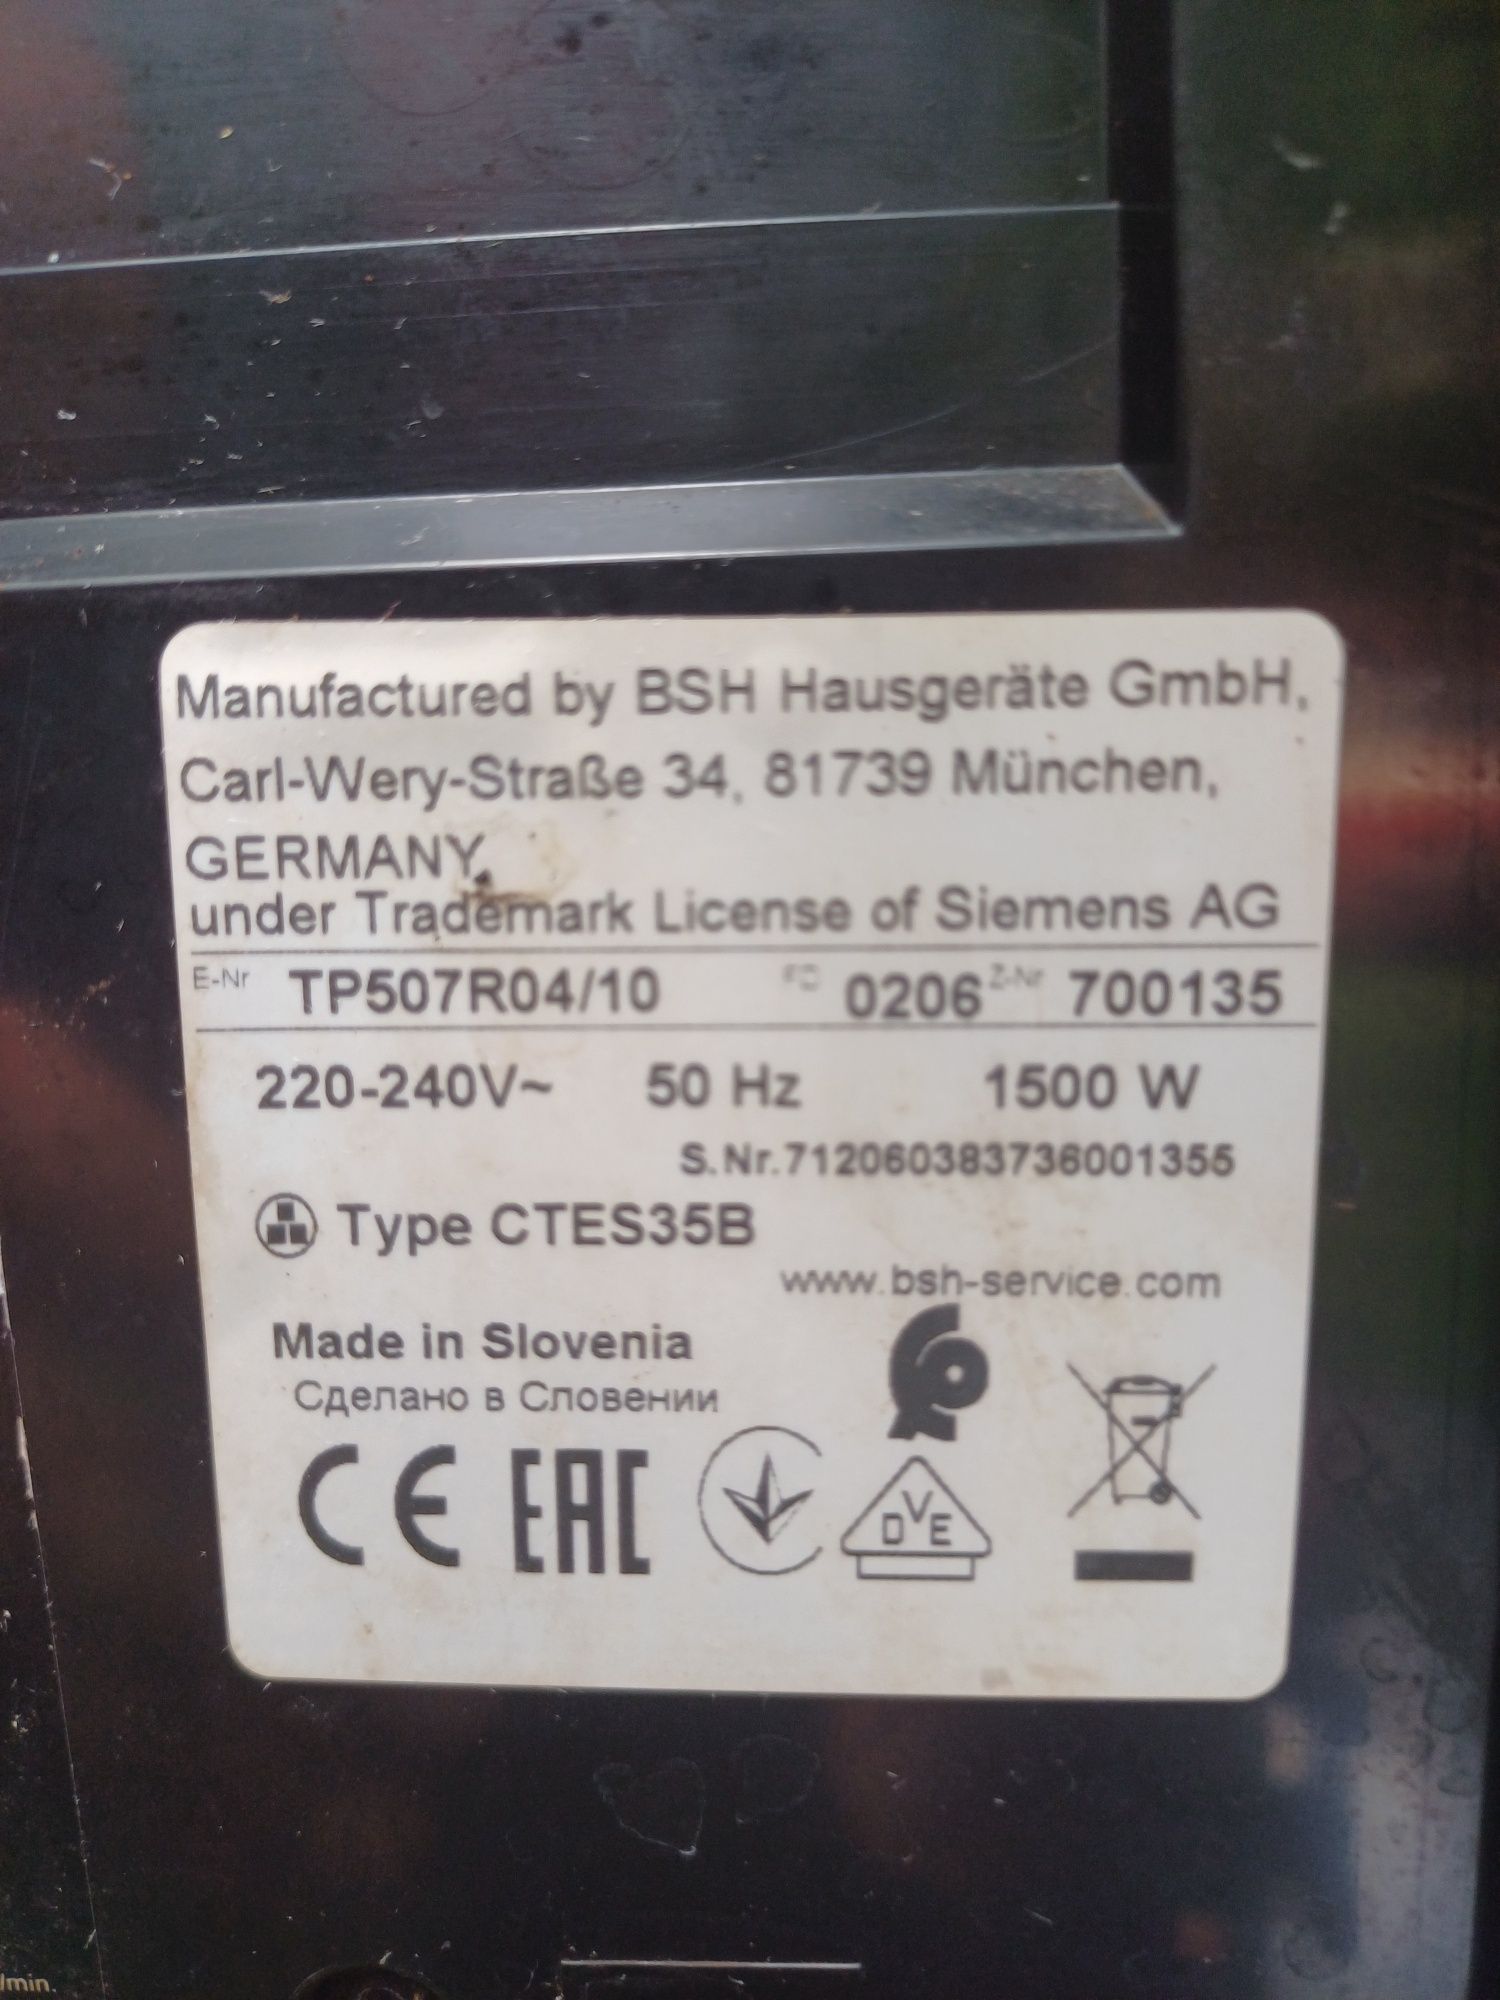 Manufactured by BSH Hausgeräte GmbH,
Carl-Wery-Straße 34, 81739 München,
GERMANY,
under Trademark License of Siemens AG
E-Nr TP507R04/10 FD 0206 Z-Nr 700135
220-240V~ 50 Hz 1500 W
S.Nr.712060383736001355
Type CTES35B
www.bsh-service.com
Made in Slovenia
Сделано в Словении
CE EAC DVE
/min.